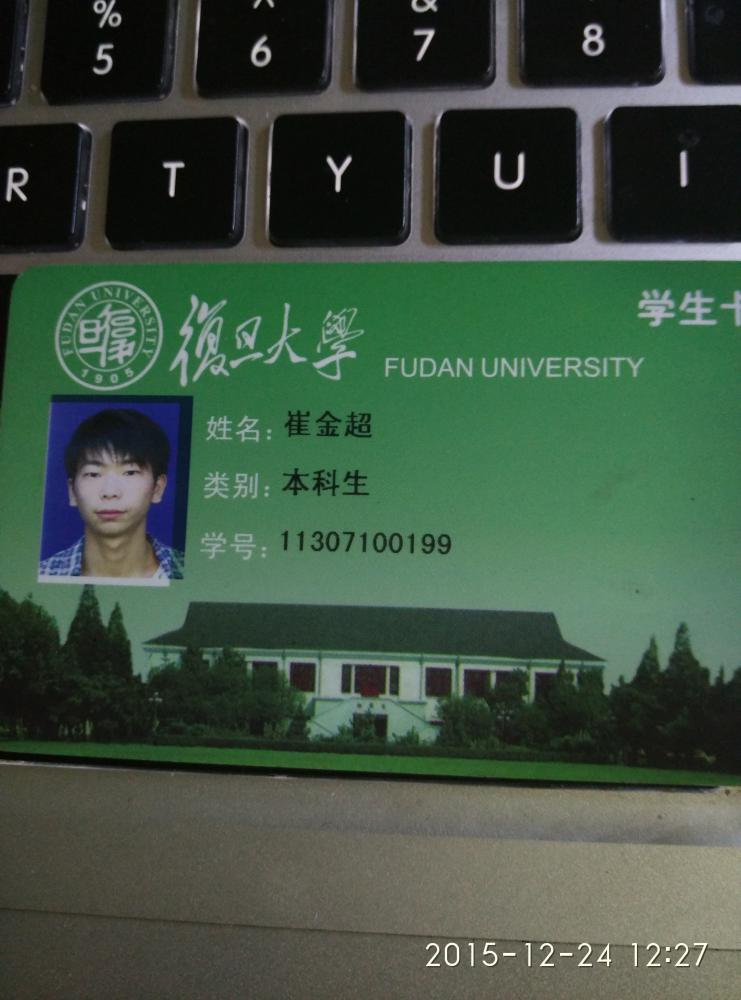 % ^ &
5 6 7 8
R T Y U I
学生卡
FUDAN UNIVERSITY
1905
復旦大學 FUDAN UNIVERSITY
姓名：崔金超
类别：本科生
学号：11307100199
2015-12-24 12:27